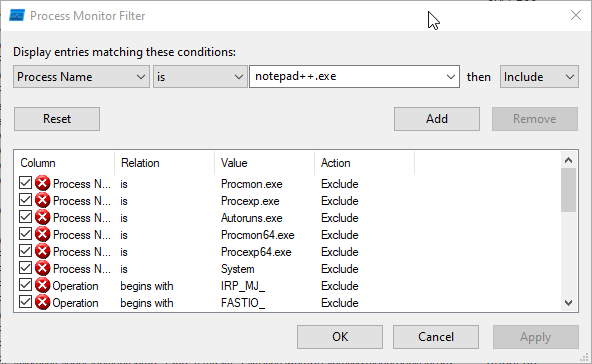 Process Monitor Filter
Display entries matching these conditions:
Process Name is notepad++.exe then Include
Reset Add Remove
Column Relation Value Action
Process N... is Procmon.exe Exclude
Process N... is Procexp.exe Exclude
Process N... is Autoruns.exe Exclude
Process N... is Procmon64.exe Exclude
Process N... is Procexp64.exe Exclude
Process N... is System Exclude
Operation begins with IRP_MJ_ Exclude
Operation begins with FASTIO_ Exclude
OK Cancel Apply